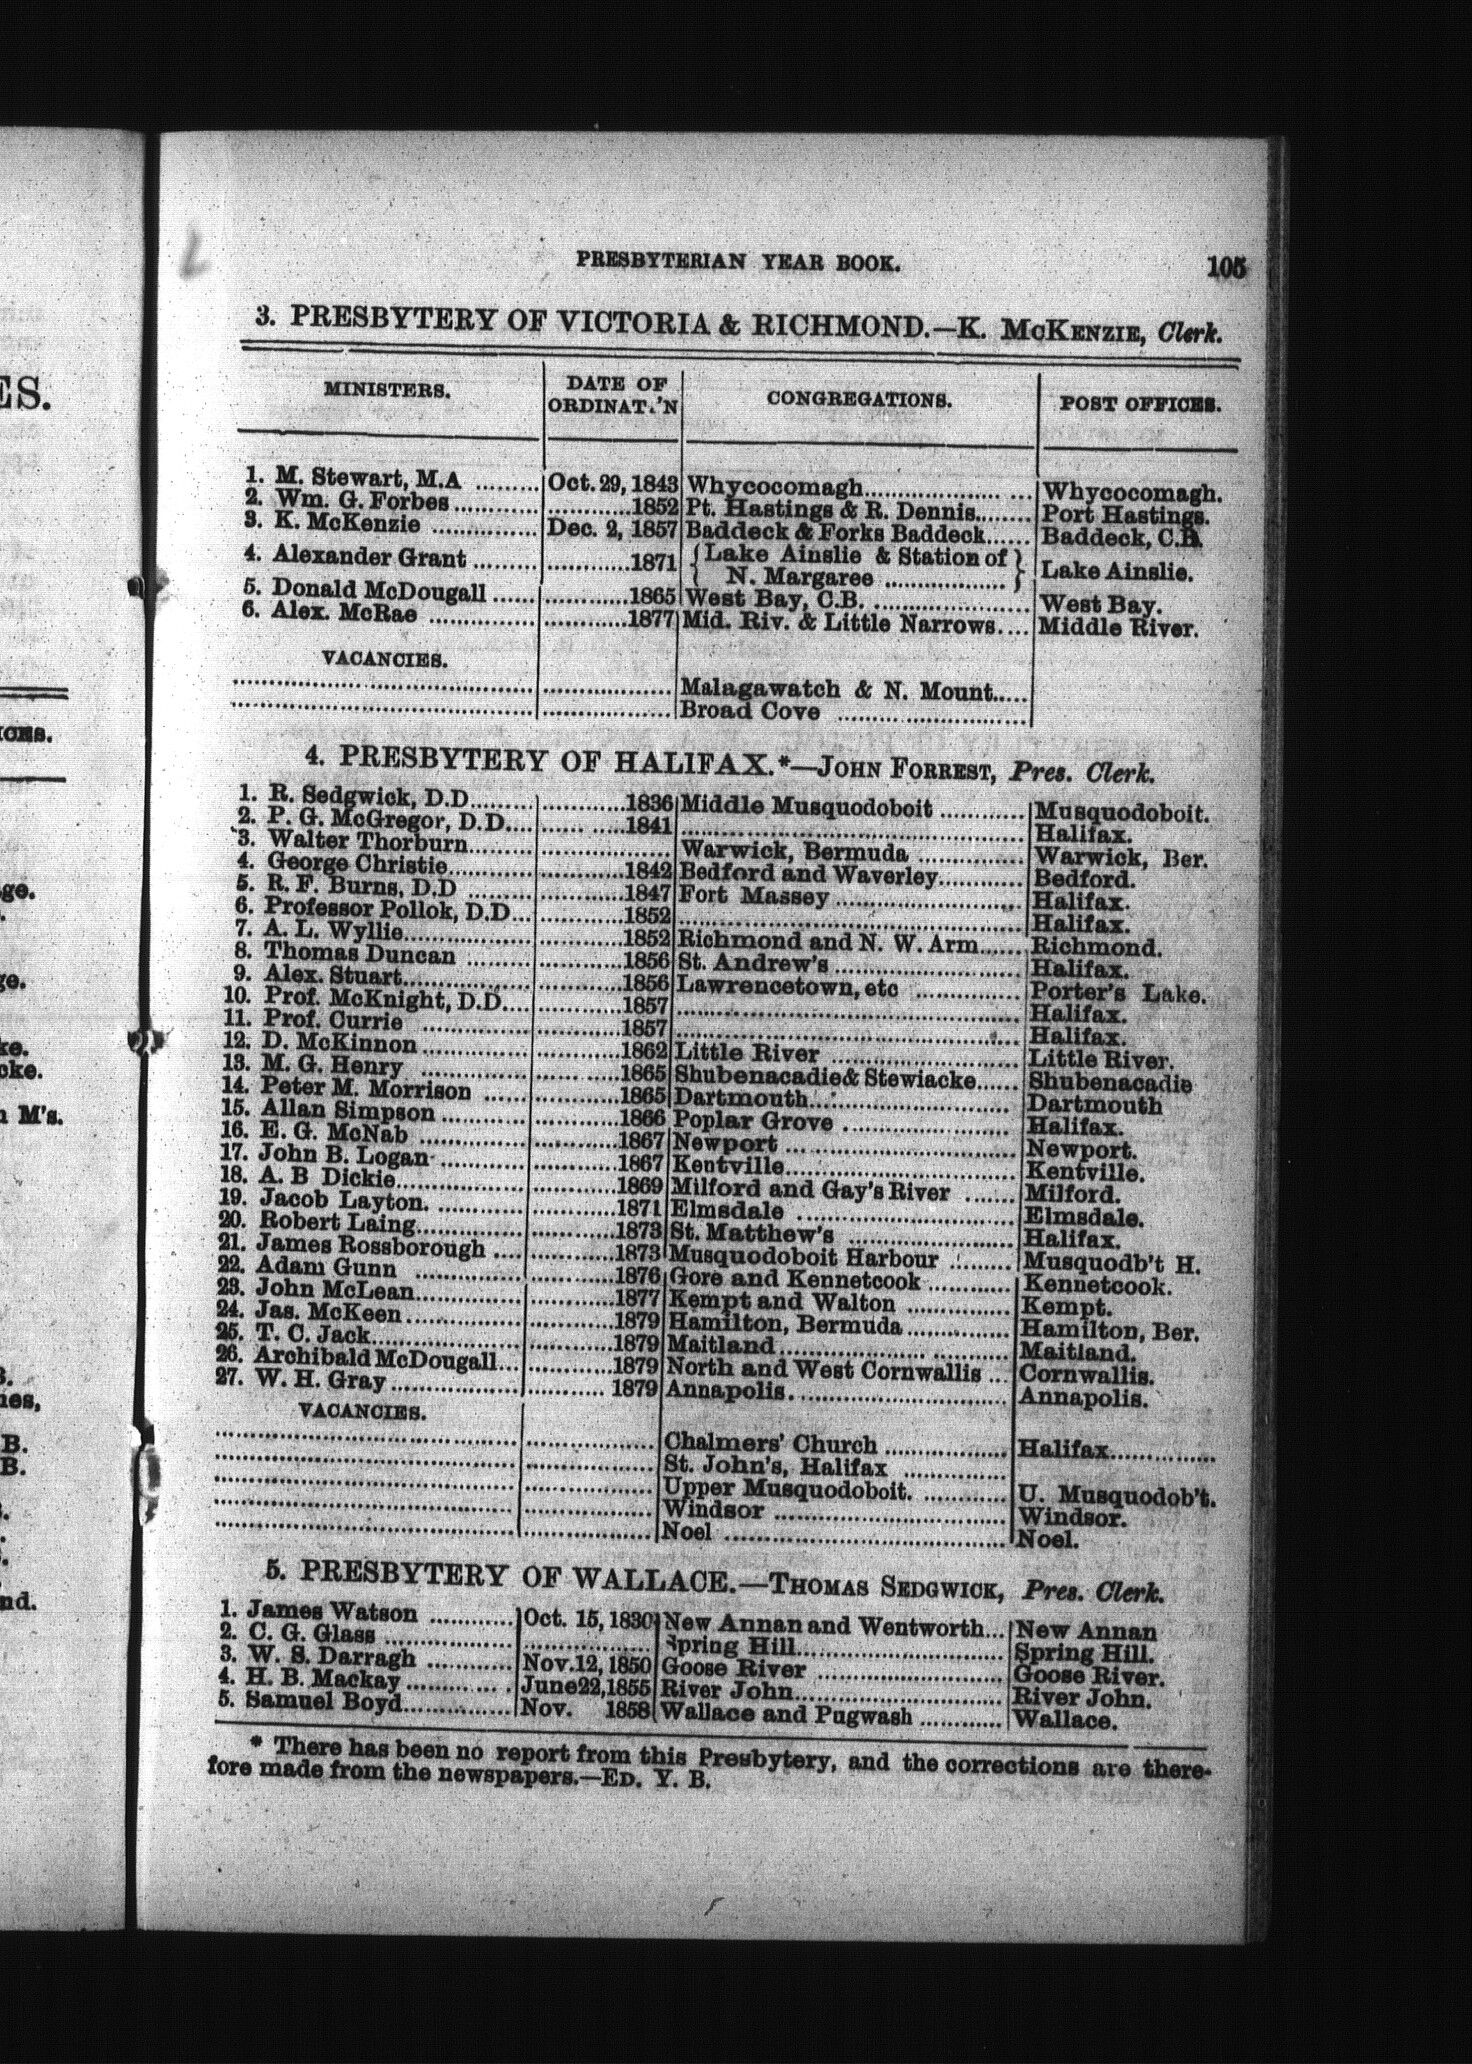 PRESBYTERIAN YEAR BOOK. 105
3. PRESBYTERY OF VICTORIA & RICHMOND.—K. McKenzie, Clerk.
MINISTERS. DATE OF ORDINAT.'N CONGREGATIONS. POST OFFICES.
1. M. Stewart, M.A ........ Oct. 29, 1843 Whycocomagh........ Whycocomagh.
2. Wm. G. Forbes ........ 1852 Pt. Hastings & R. Dennis........ Port Hastings.
3. K. McKenzie ........ Dec. 2, 1857 Baddeck & Forks Baddeck...... Baddeck, C.B.
4. Alexander Grant ........ 1871 { Lake Ainslie & Station of N. Margaree ........ } Lake Ainslie.
5. Donald McDougall ..... 1865 West Bay, C.B. ........ West Bay.
6. Alex. McRae ........ 1877 Mid. Riv. & Little Narrows.... Middle River.
VACANCIES.
........ Malagawatch & N. Mount.....
........ Broad Cove ........
4. PRESBYTERY OF HALIFAX.*—John Forrest, Pres. Clerk.
1. R. Sedgwick, D.D........ 1836 Middle Musquodoboit ........ Musquodoboit.
2. P. G. McGregor, D.D.... 1841 ........ Halifax.
3. Walter Thorburn........ Warwick, Bermuda ........ Warwick, Ber.
4. George Christie........ 1842 Bedford and Waverley........ Bedford.
5. R. F. Burns, D.D ........ 1847 Fort Massey ........ Halifax.
6. Professor Pollok, D.D... 1852 ........ Halifax.
7. A. L. Wyllie........ 1852 Richmond and N. W. Arm...... Richmond.
8. Thomas Duncan ........ 1856 St. Andrew's ........ Halifax.
9. Alex. Stuart........ 1856 Lawrencetown, etc ........ Porter's Lake.
10. Prof. McKnight, D.D... 1857 ........ Halifax.
11. Prof. Currie ........ 1857 ........ Halifax.
12. D. McKinnon ........ 1862 Little River ........ Little River.
13. M. G. Henry ........ 1865 Shubenacadie & Stewiacke..... Shubenacadie
14. Peter M. Morrison ..... 1865 Dartmouth........ Dartmouth
15. Allan Simpson ........ 1866 Poplar Grove ........ Halifax.
16. E. G. McNab ........ 1867 Newport ........ Newport.
17. John B. Logan ........ 1867 Kentville........ Kentville.
18. A. B Dickie........ 1869 Milford and Gay's River ...... Milford.
19. Jacob Layton. ........ 1871 Elmsdale ........ Elmsdale.
20. Robert Laing........ 1873 St. Matthew's ........ Halifax.
21. James Rossborough .... 1873 Musquodoboit Harbour ........ Musquodb't H.
22. Adam Gunn ........ 1876 Gore and Kennetcook ........ Kennetcook.
23. John McLean........ 1877 Kempt and Walton ........ Kempt.
24. Jas. McKeen ........ 1879 Hamilton, Bermuda ........ Hamilton, Ber.
25. T. C. Jack........ 1879 Maitland ........ Maitland.
26. Archibald McDougall... 1879 North and West Cornwallis ... Cornwallis.
27. W. H. Gray ........ 1879 Annapolis. ........ Annapolis.
VACANCIES.
........ Chalmers' Church ........ Halifax........
........ St. John's, Halifax ........
........ Upper Musquodoboit. ........ U. Musquodob't.
........ Windsor ........ Windsor.
........ Noel ........ Noel.
5. PRESBYTERY OF WALLACE.—Thomas Sedgwick, Pres. Clerk.
1. James Watson ........ Oct. 15, 1830 New Annan and Wentworth... New Annan
2. C. G. Glass ........ Spring Hill........ Spring Hill.
3. W. S. Darragh ........ Nov. 12, 1850 Goose River ........ Goose River.
4. H. B. Mackay ........ June 22, 1855 River John........ River John.
5. Samuel Boyd........ Nov. 1858 Wallace and Pugwash ........ Wallace.
* There has been no report from this Presbytery, and the corrections are there-
fore made from the newspapers.—Ed. Y. B.